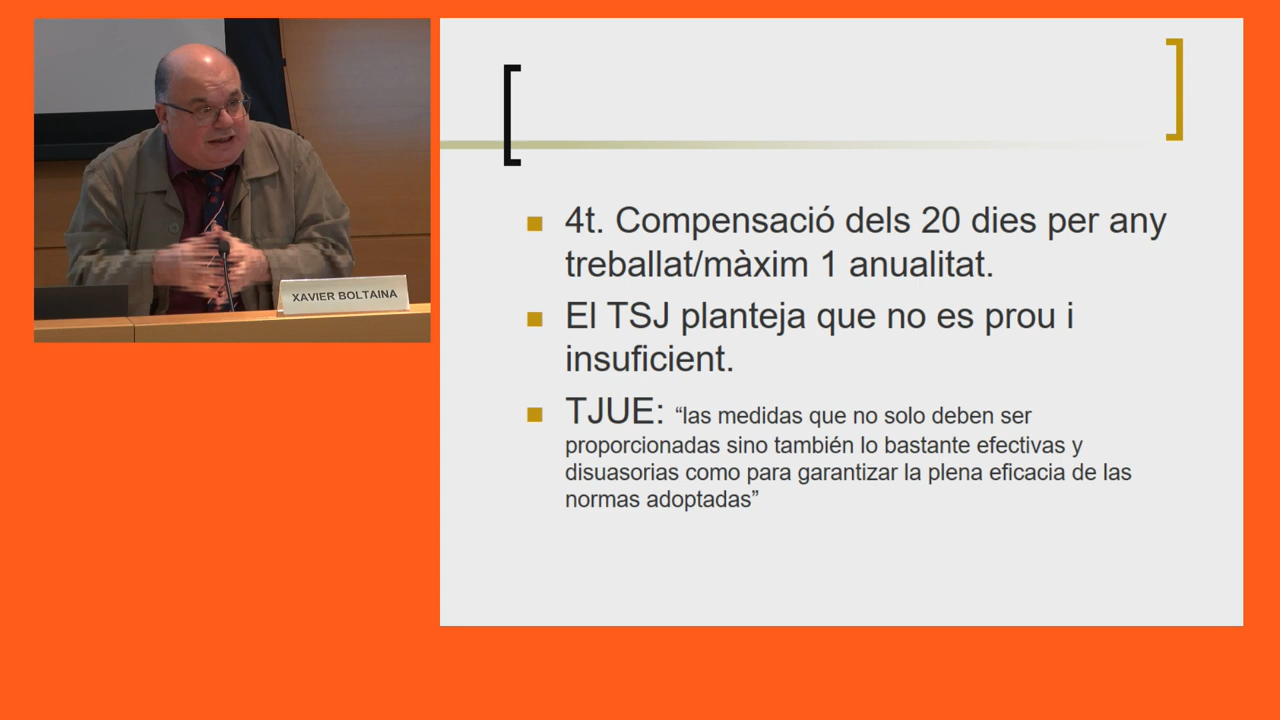 XAVIER BOLTAINA
4t. Compensació dels 20 dies per any
treballat/màxim 1 anualitat.
El TSJ planteja que no es prou i
insuficient.
TJUE: “las medidas que no solo deben ser
proporcionadas sino también lo bastante efectivas y
disuasorias como para garantizar la plena eficacia de las
normas adoptadas”